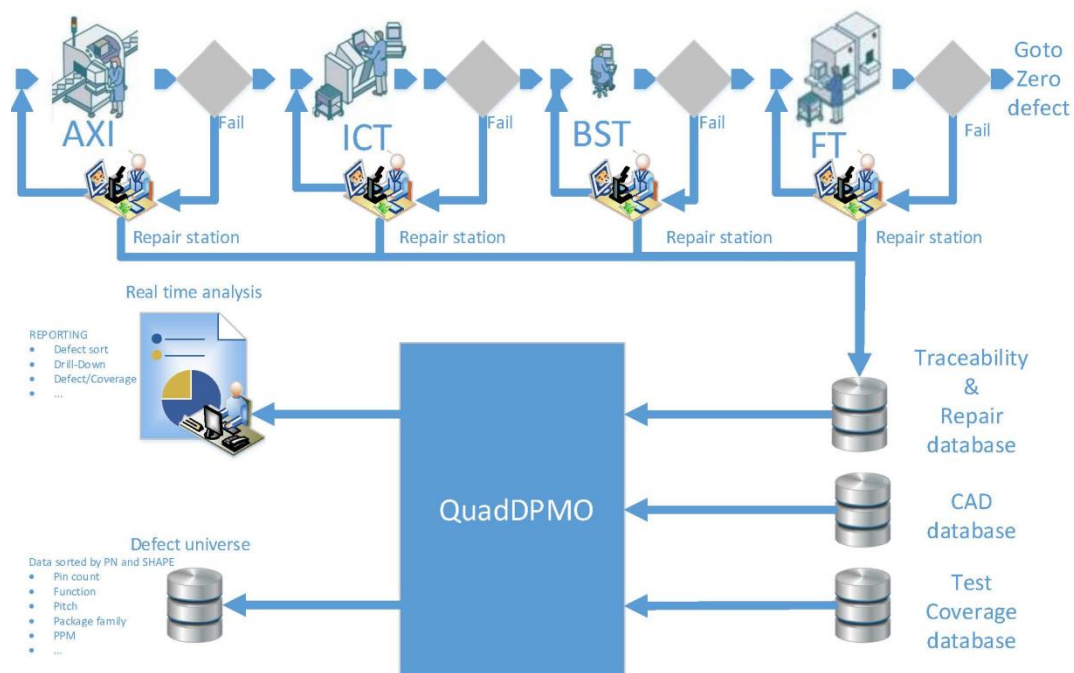 Goto
Zero
defect
AXI
Fail
ICT
Fail
BST
Fail
FT
Fail
Repair station
Repair station
Repair station
Repair station
Real time analysis
REPORTING
• Defect sort
• Drill-Down
• Defect/Coverage
• ...
Traceability
&
Repair
database
QuadDPMO
CAD
database
Defect universe
Data sorted by PN and SHAPE
• Pin count
• Function
• Pitch
• Package family
• PPM
• ...
Test
Coverage
database